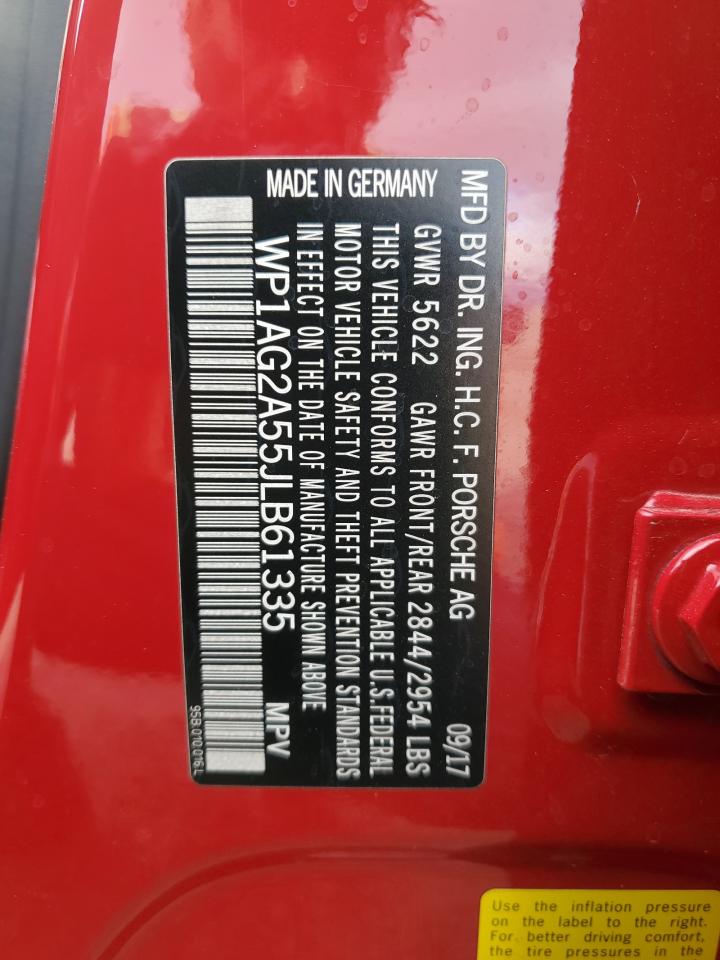 MFD BY DR. ING. H.C. F. PORSCHE AG 09/17
GVWR 5622 GAWR FRONT/REAR 2844/2954 LBS
THIS VEHICLE CONFORMS TO ALL APPLICABLE U.S.FEDERAL
MOTOR VEHICLE SAFETY AND THEFT PREVENTION STANDARDS
IN EFFECT ON THE DATE OF MANUFACTURE SHOWN ABOVE
MADE IN GERMANY
WP1AG2A55JLB61335 MPV
95B.010.016.L
Use the inflation pressure
on the label to the right.
For better driving comfort,
the tire pressures in the